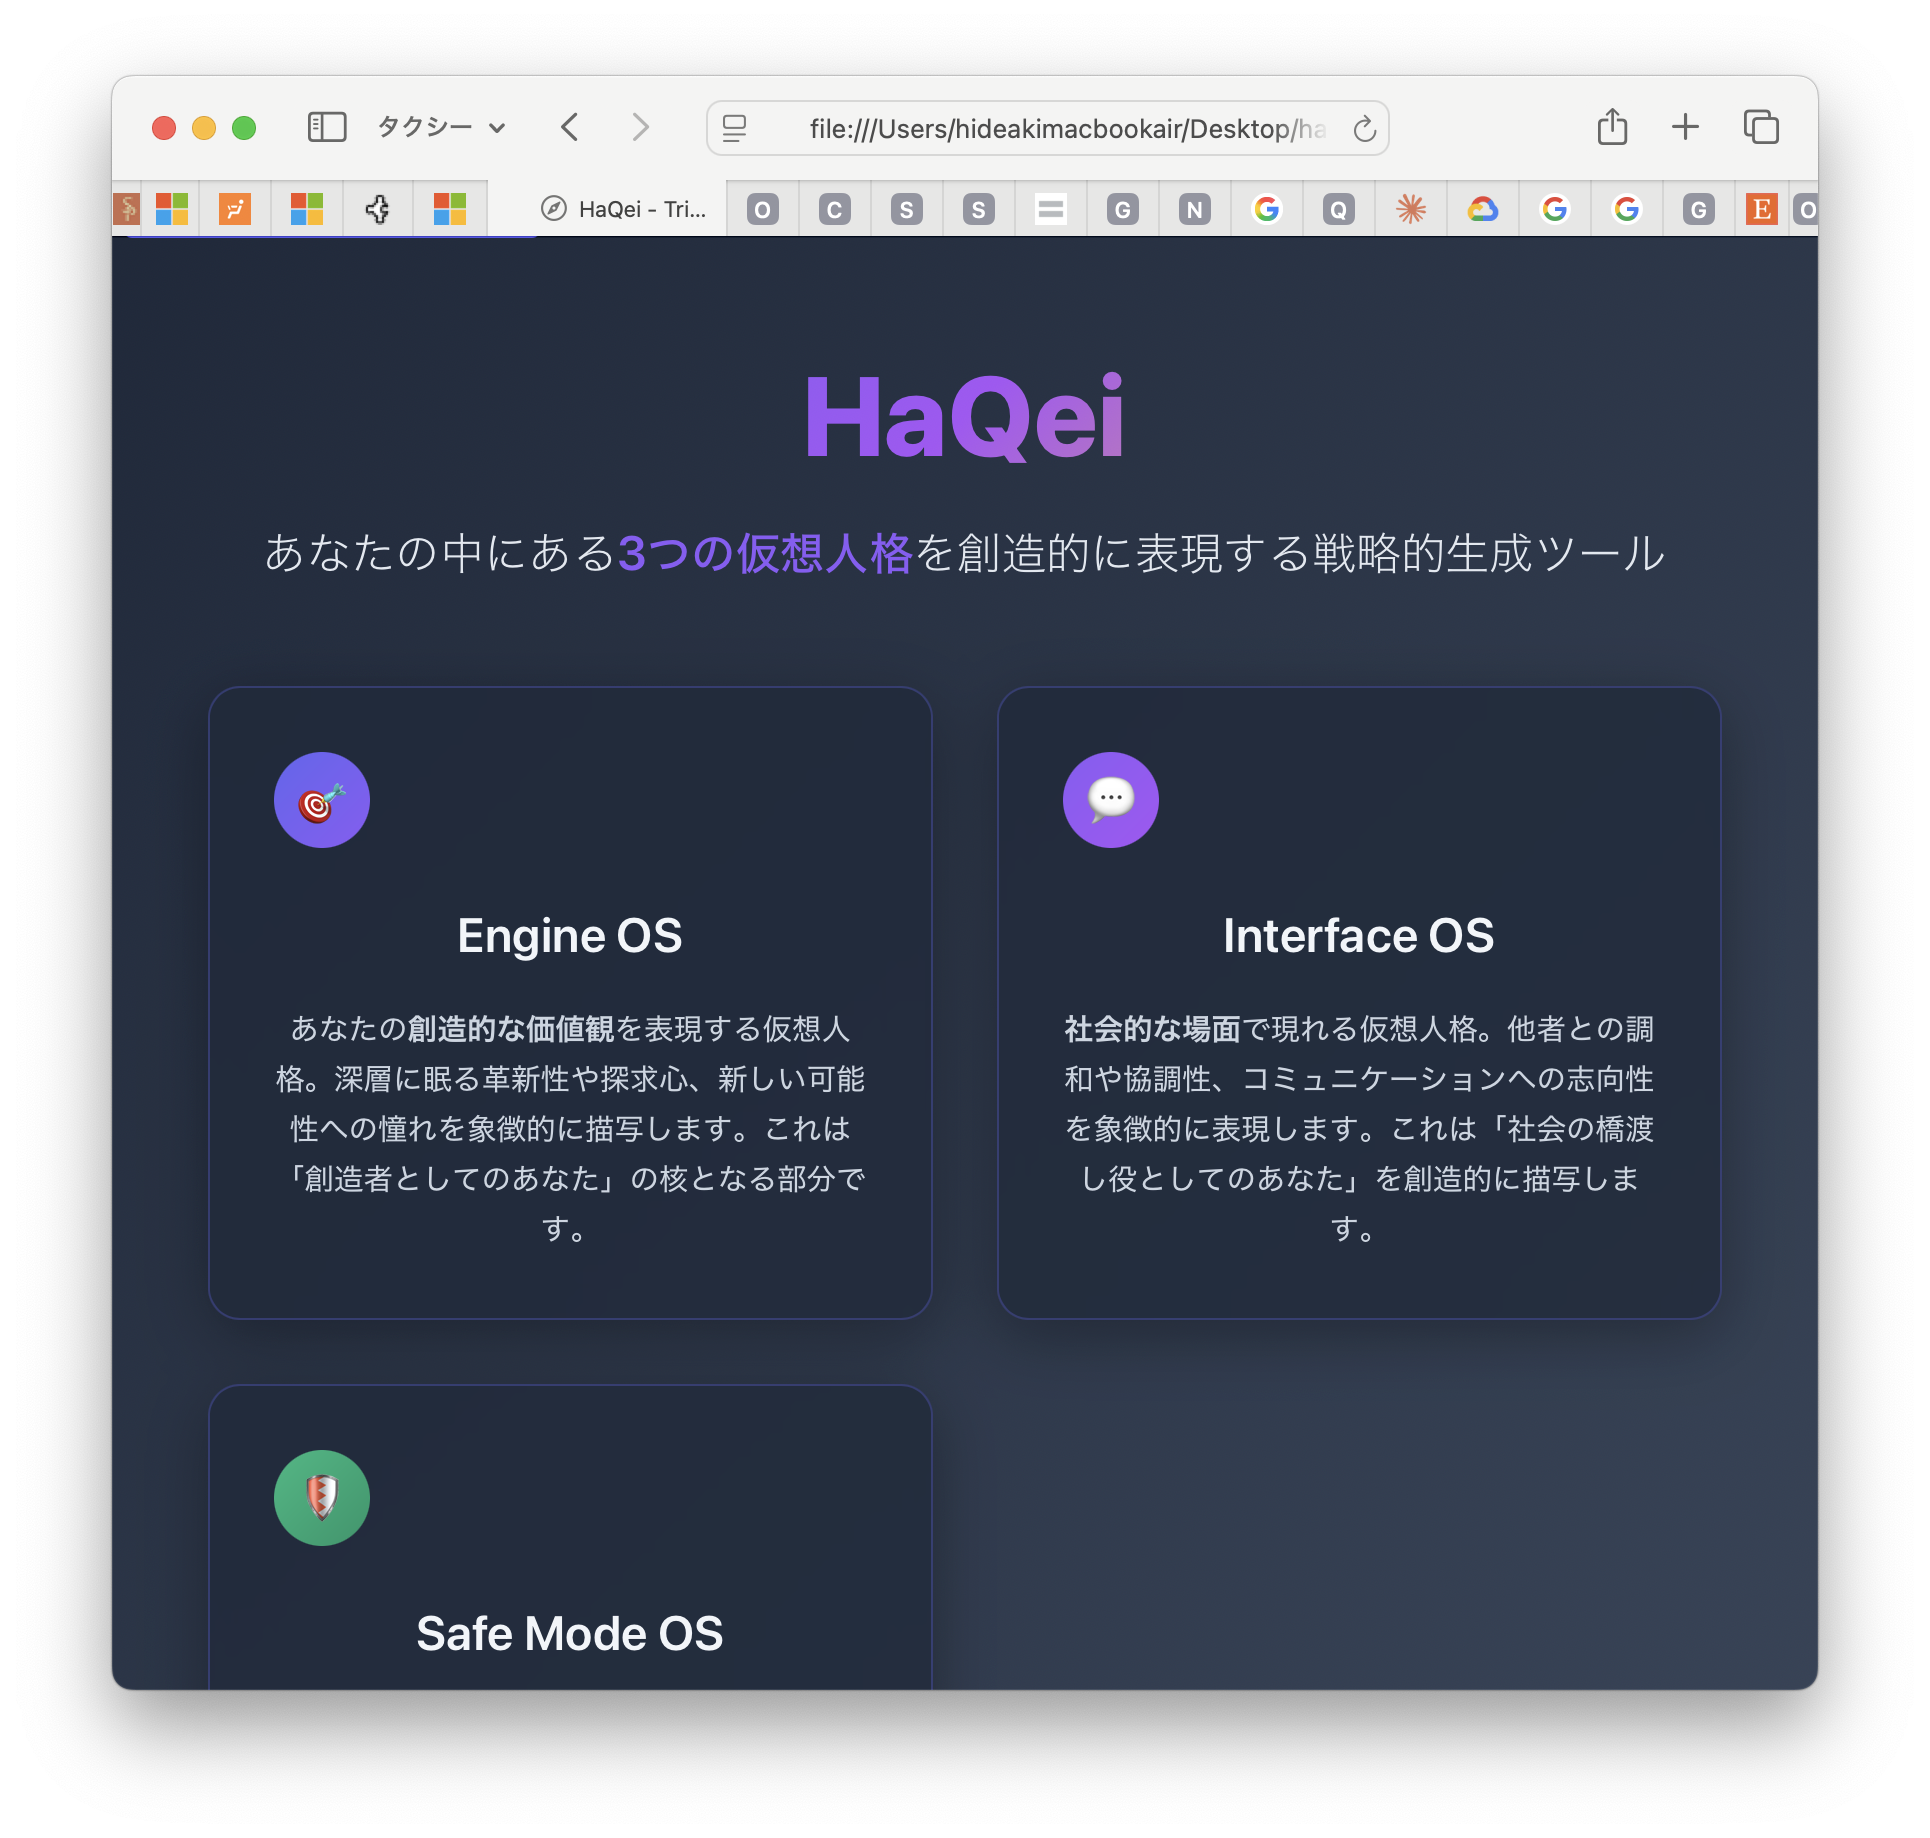 タクシー
file:///Users/hideakimacbookair/Desktop/ha
HaQei - Tri...
O
C
S
S
G
N
G
Q
G
G
G
E
O
HaQei
あなたの中にある3つの仮想人格を創造的に表現する戦略的生成ツール
Engine OS
あなたの創造的な価値観を表現する仮想人
格。深層に眠る革新性や探求心、新しい可能
性への憧れを象徴的に描写します。これは
「創造者としてのあなた」の核となる部分で
す。
Interface OS
社会的な場面で現れる仮想人格。他者との調
和や協調性、コミュニケーションへの志向性
を象徴的に表現します。これは「社会の橋渡
し役としてのあなた」を創造的に描写しま
す。
Safe Mode OS